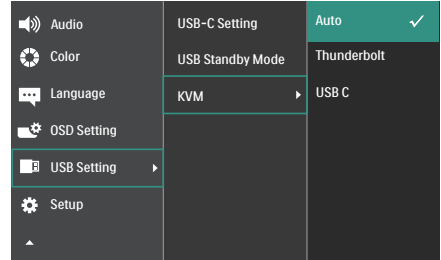 Audio
Color
Language
OSD Setting
USB Setting
Setup
USB-C Setting
USB Standby Mode
KVM
Auto
Thunderbolt
USB C